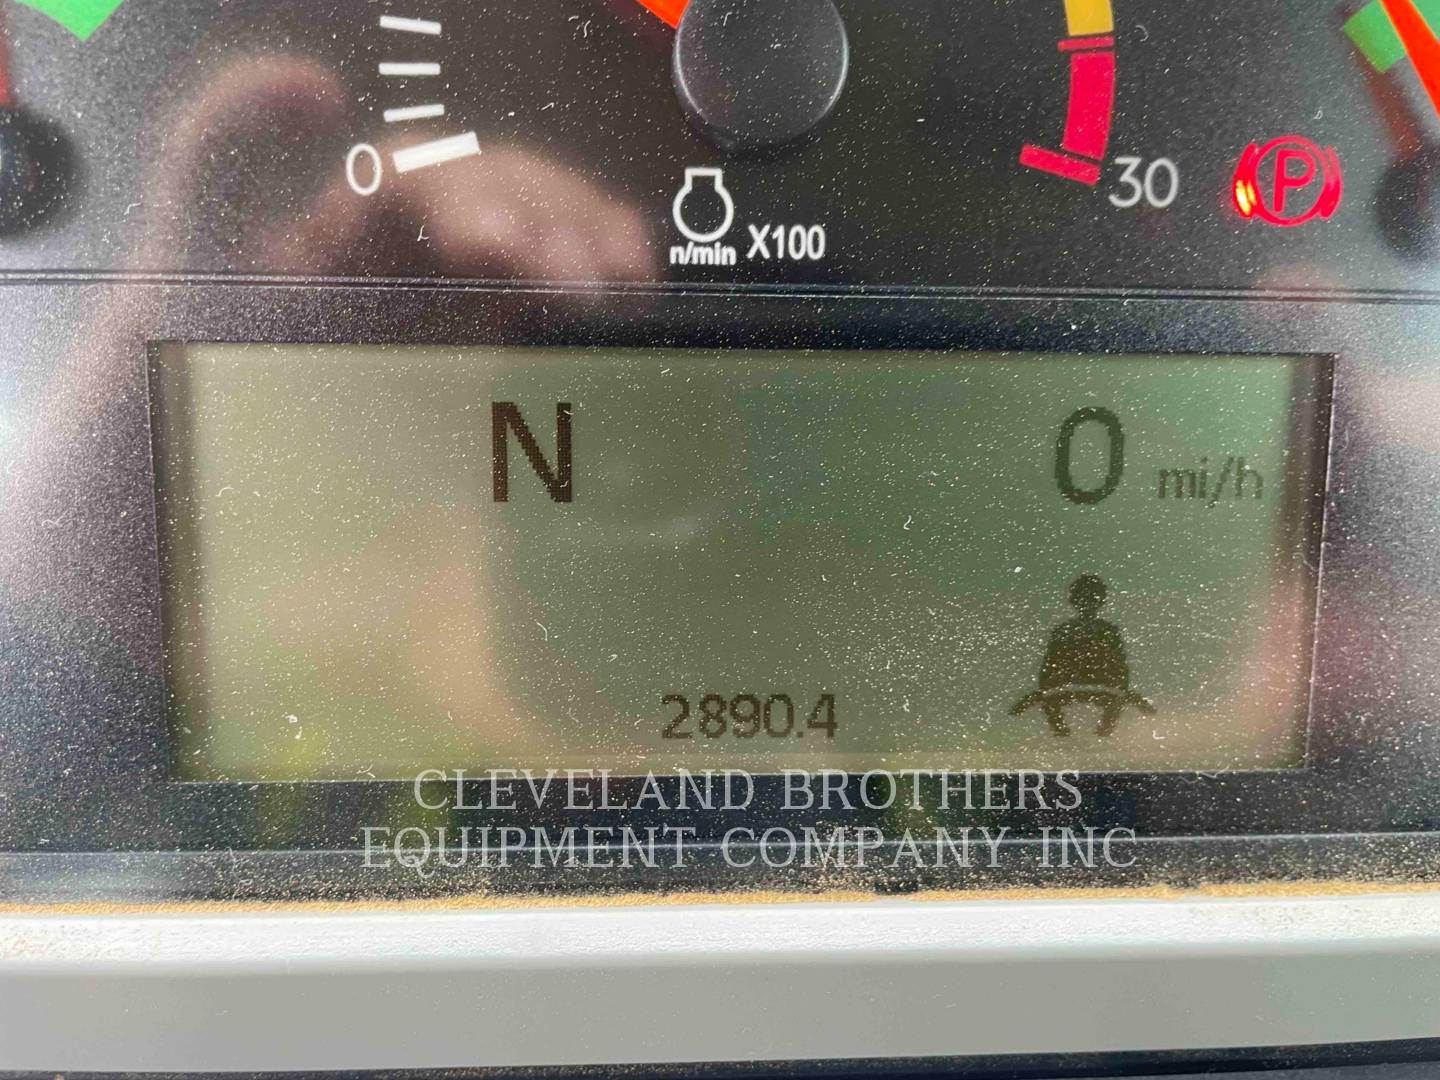 0
30
P
n/min X100
N 0 mi/h
2890.4
CLEVELAND BROTHERS
EQUIPMENT COMPANY INC